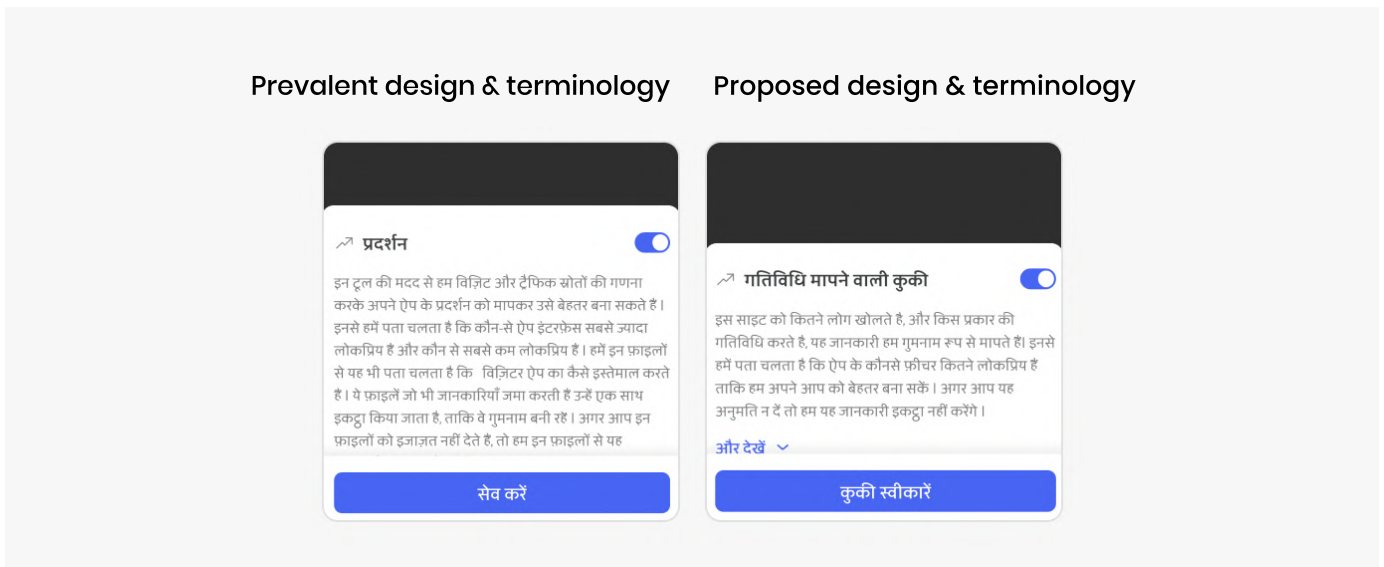 Prevalent design & terminology
Proposed design & terminology
प्रदर्शन
इन टूल की मदद से हम विज़िट और ट्रैफिक स्रोतों की गणना
करके अपने ऐप के प्रदर्शन को मापकर उसे बेहतर बना सकते हैं।
इनसे हमें पता चलता है कि कौन-से ऐप इंटरफ़ेस सबसे ज्यादा
लोकप्रिय हैं और कौन से सबसे कम लोकप्रिय हैं। हमें इन फ़ाइलों
से यह भी पता चलता है कि विज़िटर ऐप का कैसे इस्तेमाल करते
हैं। ये फ़ाइलें जो भी जानकारियाँ जमा करती हैं उन्हें एक साथ
इकट्ठा किया जाता है, ताकि वे गुमनाम बनी रहें। अगर आप इन
फ़ाइलों को इजाज़त नहीं देते हैं, तो हम इन फ़ाइलों से यह
सेव करें
गतिविधि मापने वाली कुकी
इस साइट को कितने लोग खोलते है, और किस प्रकार की
गतिविधि करते है, यह जानकारी हम गुमनाम रूप से मापते हैं। इनसे
हमें पता चलता है कि ऐप के कौनसे फ़ीचर कितने लोकप्रिय हैं
ताकि हम अपने आप को बेहतर बना सकें। अगर आप यह
अनुमति न दें तो हम यह जानकारी इकट्ठा नहीं करेंगे।
और देखें
कुकी स्वीकारें